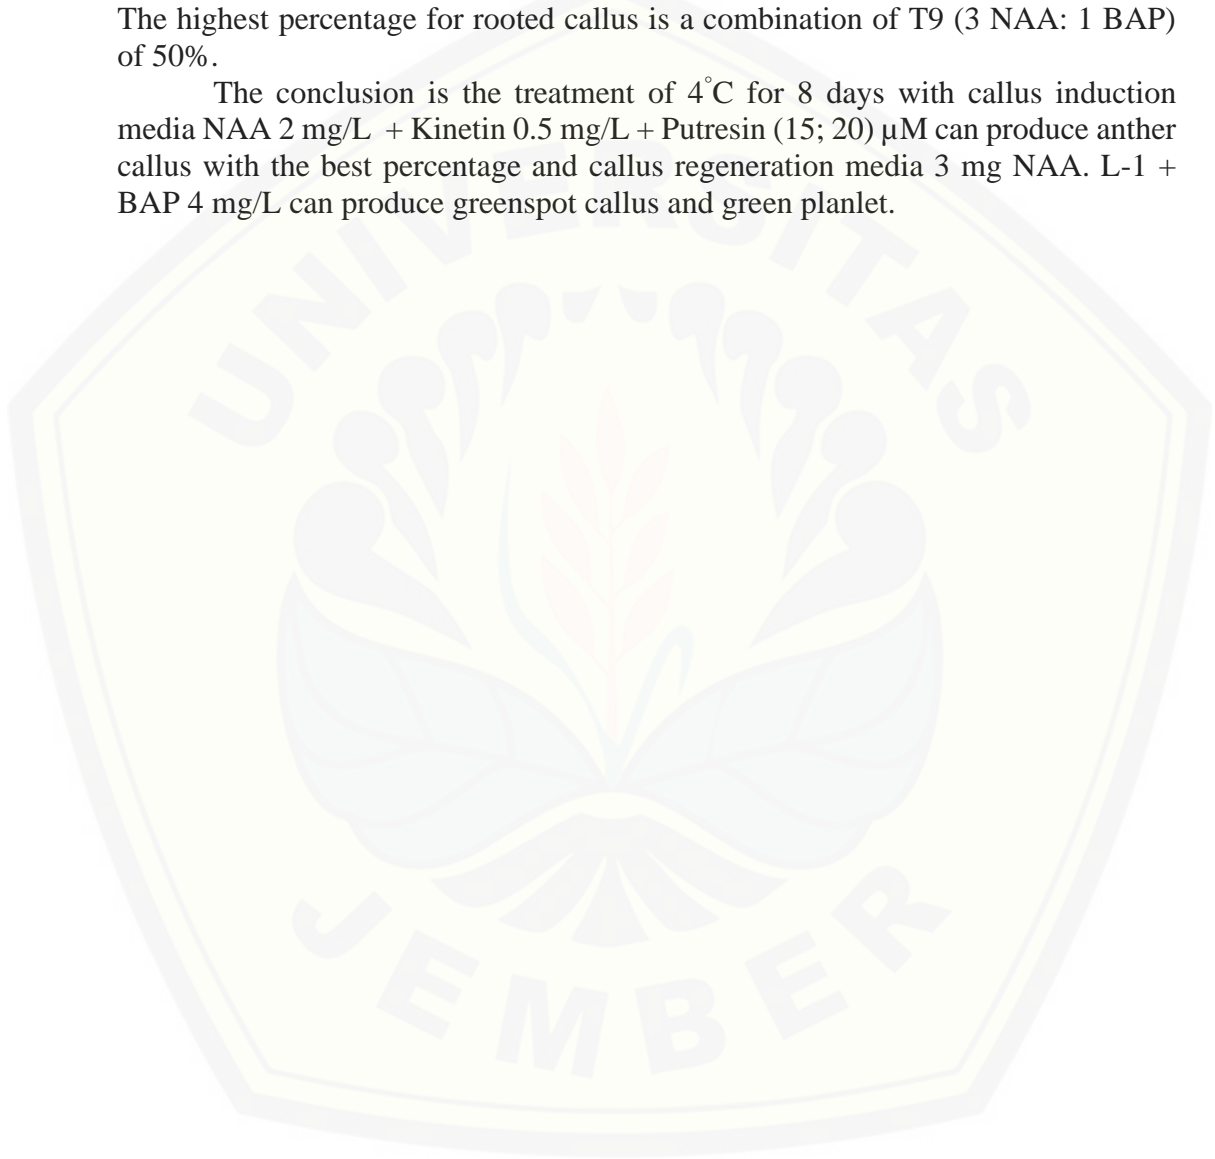 The highest percentage for rooted callus is a combination of T9 (3 NAA: 1 BAP)
of 50%.
The conclusion is the treatment of 4°C for 8 days with callus induction
media NAA 2 mg/L + Kinetin 0.5 mg/L + Putresin (15; 20) µM can produce anther
callus with the best percentage and callus regeneration media 3 mg NAA. L-1 +
BAP 4 mg/L can produce greenspot callus and green planlet.
UNIVERSITAS
JEMBER